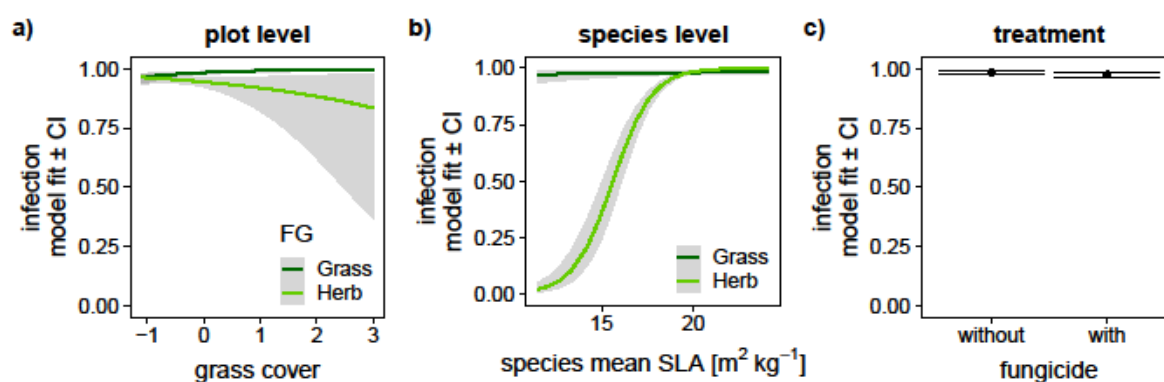 a) plot level
infection
model fit ± CI
1.00
0.75
0.50
0.25
0.00
FG
Grass
Herb
−1 0 1 2 3
grass cover
b) species level
infection
model fit ± CI
1.00
0.75
0.50
0.25
0.00
Grass
Herb
15 20
species mean SLA [m² kg⁻¹]
c) treatment
infection
model fit ± CI
1.00
0.75
0.50
0.25
0.00
without with
fungicide